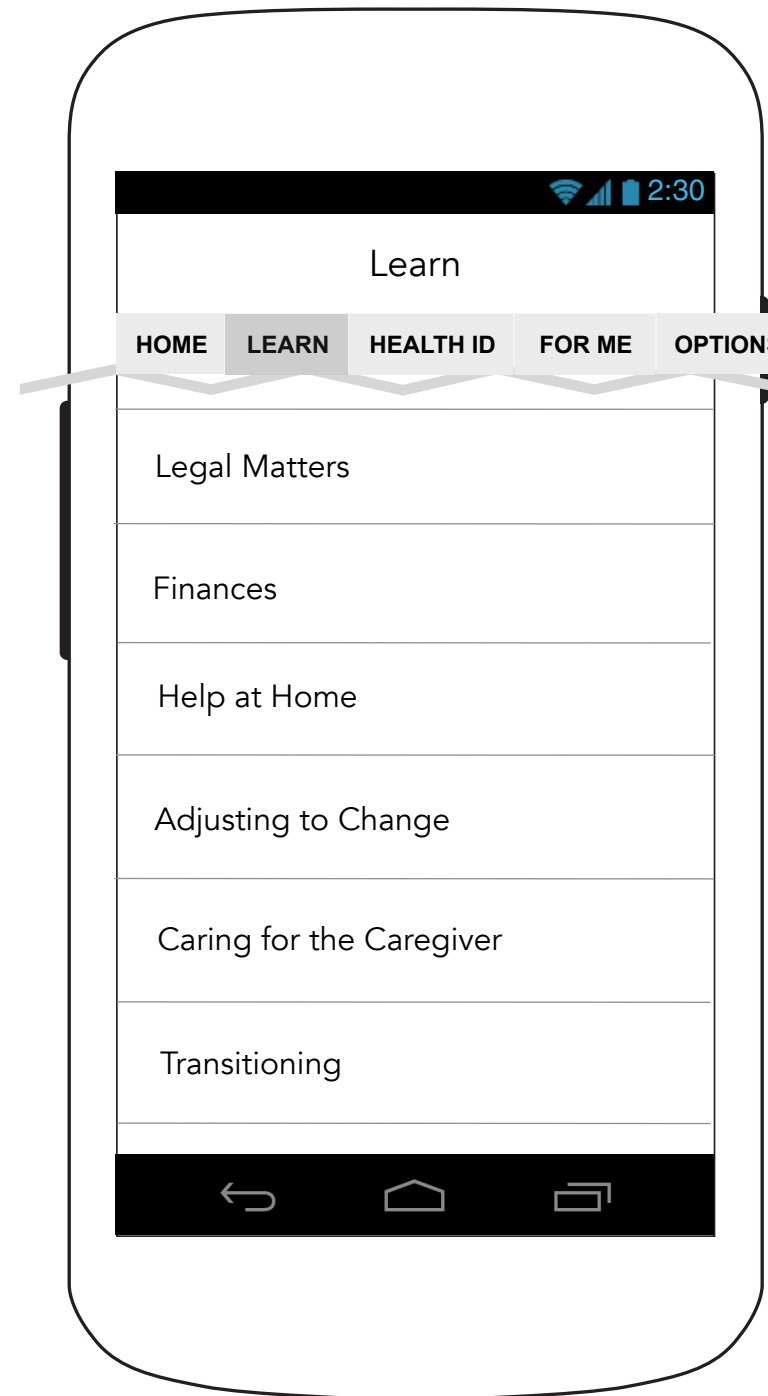 2:30
Learn
HOME LEARN HEALTH ID FOR ME OPTIONS
Legal Matters
Finances
Help at Home
Adjusting to Change
Caring for the Caregiver
Transitioning